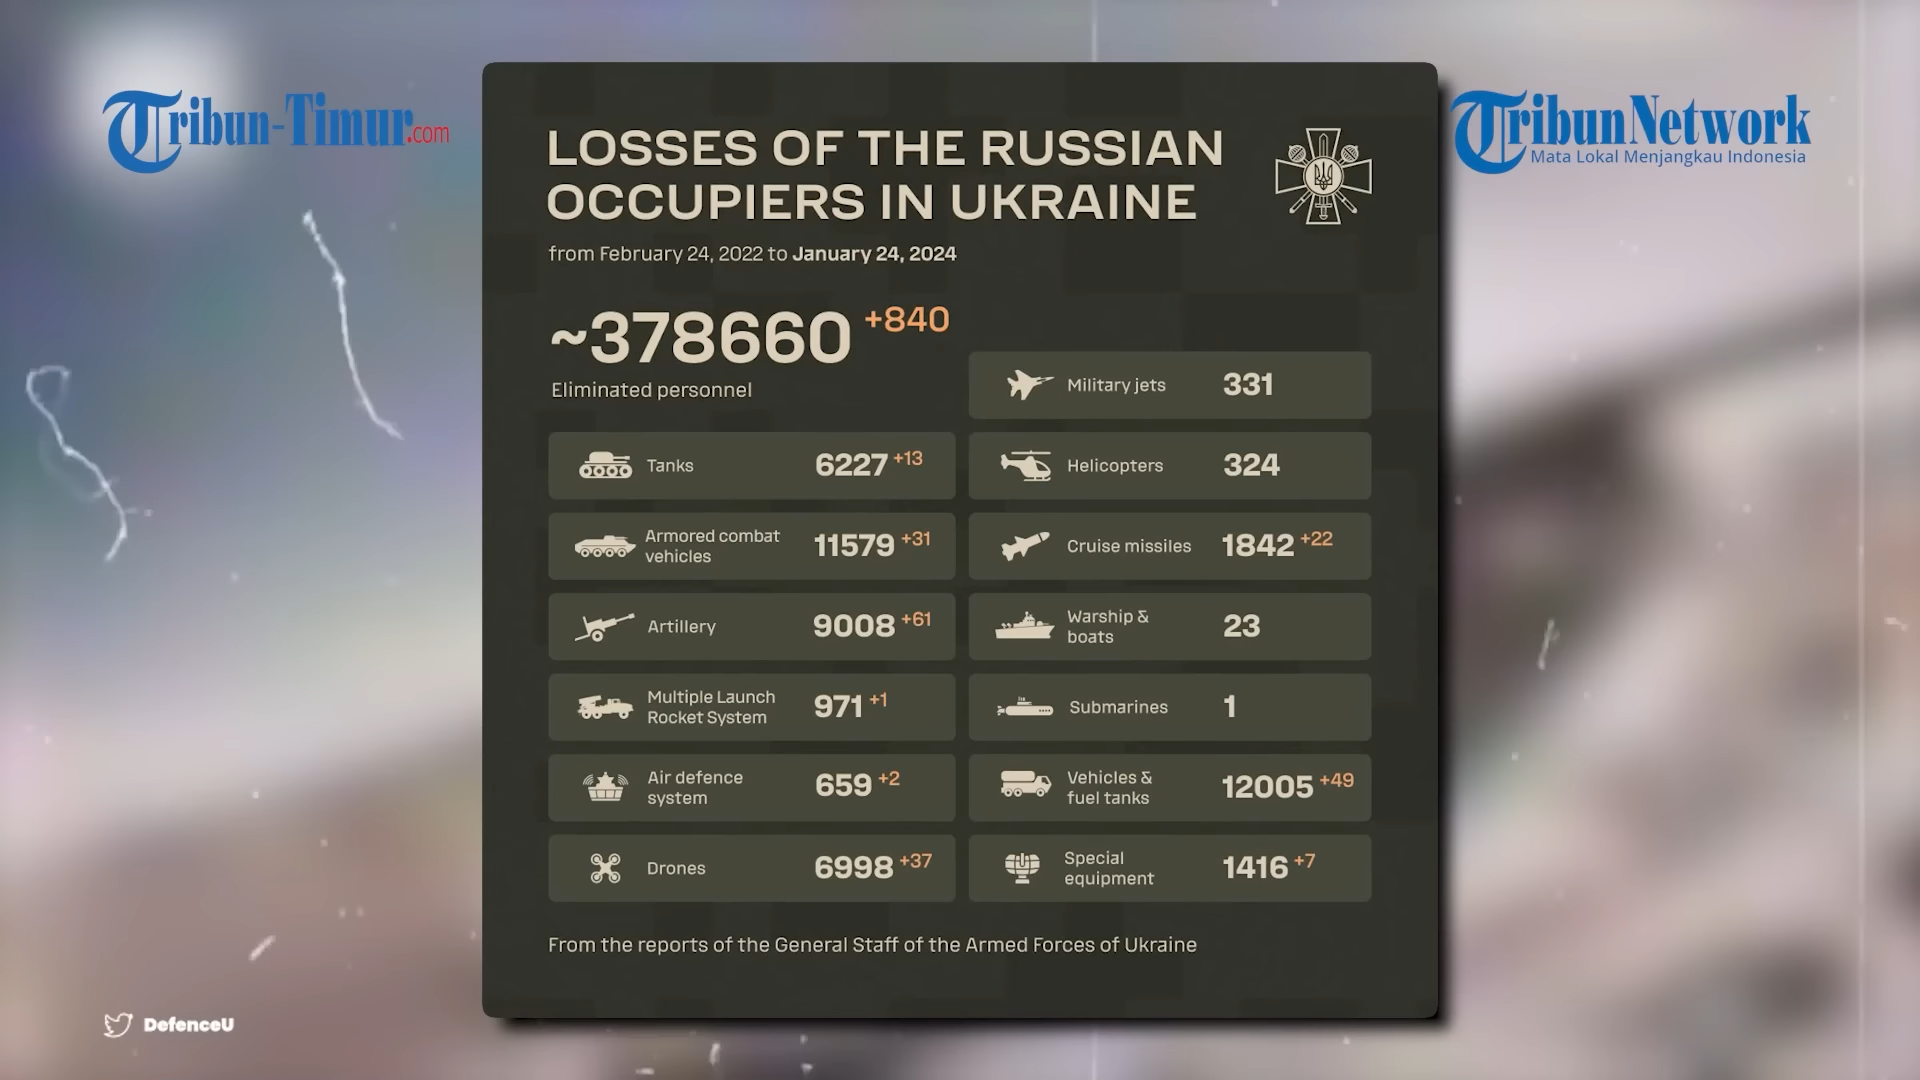 Tribun-Timur.com
TribunNetwork
Mata Lokal Menjangkau Indonesia
LOSSES OF THE RUSSIAN
OCCUPIERS IN UKRAINE
from February 24, 2022 to January 24, 2024
~378660 +840
Eliminated personnel
Military jets 331
Tanks 6227 +13
Helicopters 324
Armored combat
vehicles 11579 +31
Cruise missiles 1842 +22
Artillery 9008 +61
Warship &
boats 23
Multiple Launch
Rocket System 971 +1
Submarines 1
Air defence
system 659 +2
Vehicles &
fuel tanks 12005 +49
Drones 6998 +37
Special
equipment 1416 +7
From the reports of the General Staff of the Armed Forces of Ukraine
DefenceU